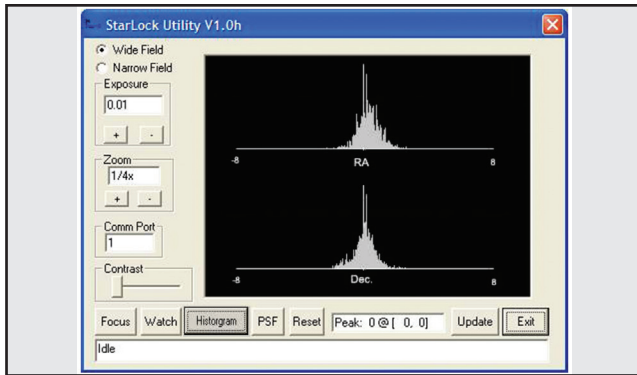 StarLock Utility V1.0h
Wide Field
Narrow Field
Exposure
0.01
+ -
Zoom
1/4x
+ -
Comm Port
1
Contrast
-8 RA 8
-8 Dec. 8
Focus Watch Historgram PSF Reset Peak: 0 @ [ 0, 0] Update Exit
Idle